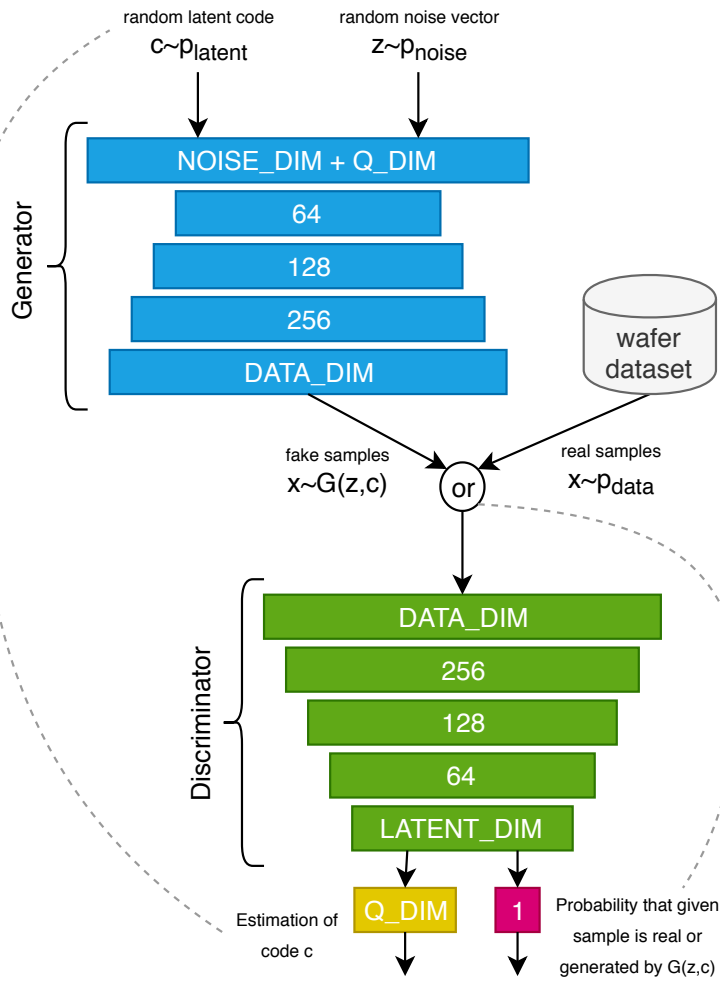 random latent code
random noise vector
c~platent
z~pnoise
NOISE_DIM + Q_DIM
64
128
256
DATA_DIM
Generator
wafer
dataset
fake samples
x~G(z,c)
or
real samples
x~pdata
DATA_DIM
256
128
64
LATENT_DIM
Discriminator
Q_DIM
1
Estimation of
code c
Probability that given
sample is real or
generated by G(z,c)